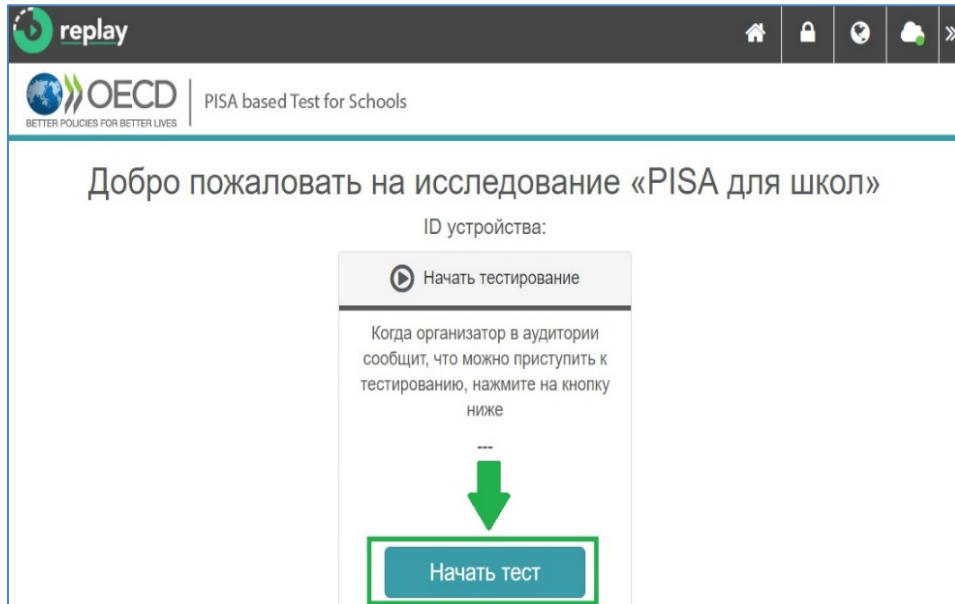 replay
OECD
BETTER POLICIES FOR BETTER LIVES
PISA based Test for Schools
Добро пожаловать на исследование «PISA для школ»
ID устройства:
Начать тестирование
Когда организатор в аудитории
сообщит, что можно приступить к
тестированию, нажмите на кнопку
ниже
---
Начать тест